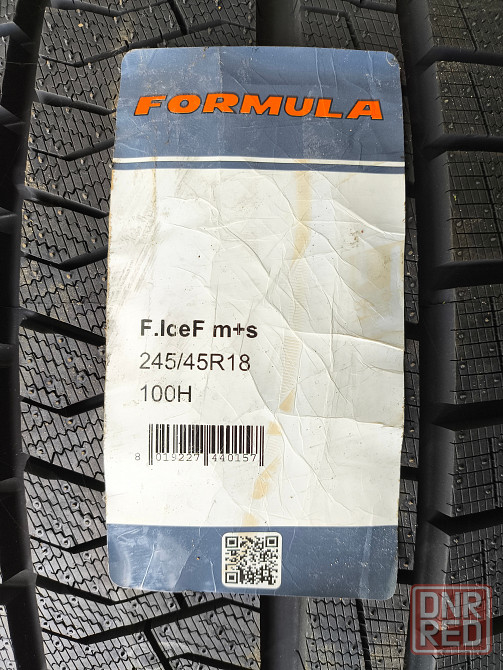 FORMULA
F.IceF m+s
245/45R18
100H
8 019227 440157
DNR
RED